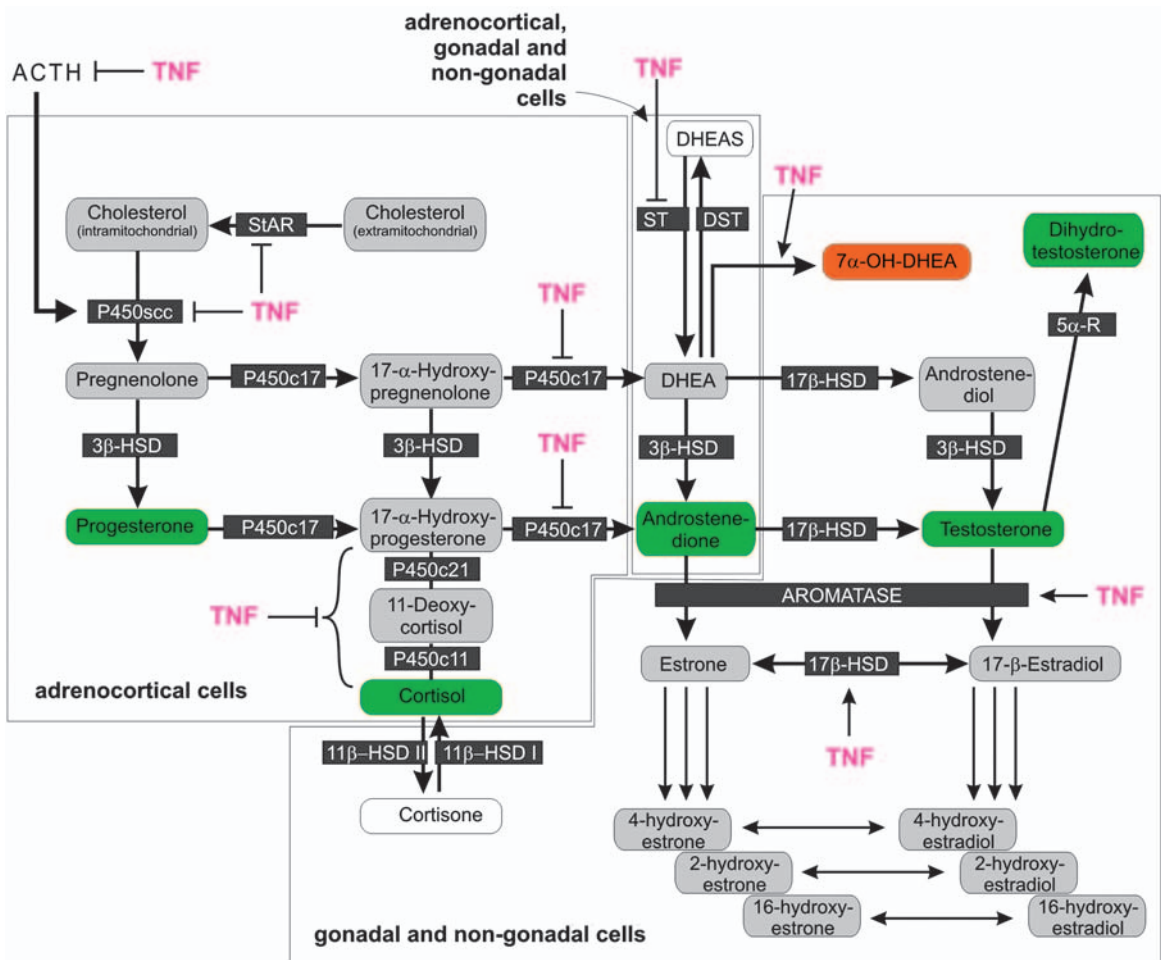 adrenocortical,
gonadal and
non-gonadal
cells
ACTH
TNF
TNF
DHEAS
TNF
Cholesterol
(intramitochondrial)
StAR
Cholesterol
(extramitochondrial)
ST
DST
Dihydro-
testosterone
7α-OH-DHEA
P450scc
TNF
TNF
5α-R
Pregnenolone
P450c17
17-α-Hydroxy-
pregnenolone
P450c17
DHEA
17β-HSD
Androstene-
diol
3β-HSD
3β-HSD
TNF
3β-HSD
3β-HSD
Progesterone
P450c17
17-α-Hydroxy-
progesterone
P450c17
Androstene-
dione
17β-HSD
Testosterone
P450c21
TNF
11-Deoxy-
cortisol
AROMATASE
TNF
P450c11
Estrone
17β-HSD
17-β-Estradiol
adrenocortical cells
Cortisol
11β–HSD II
11β–HSD I
TNF
Cortisone
4-hydroxy-
estrone
4-hydroxy-
estradiol
2-hydroxy-
estrone
2-hydroxy-
estradiol
16-hydroxy-
estrone
16-hydroxy-
estradiol
gonadal and non-gonadal cells